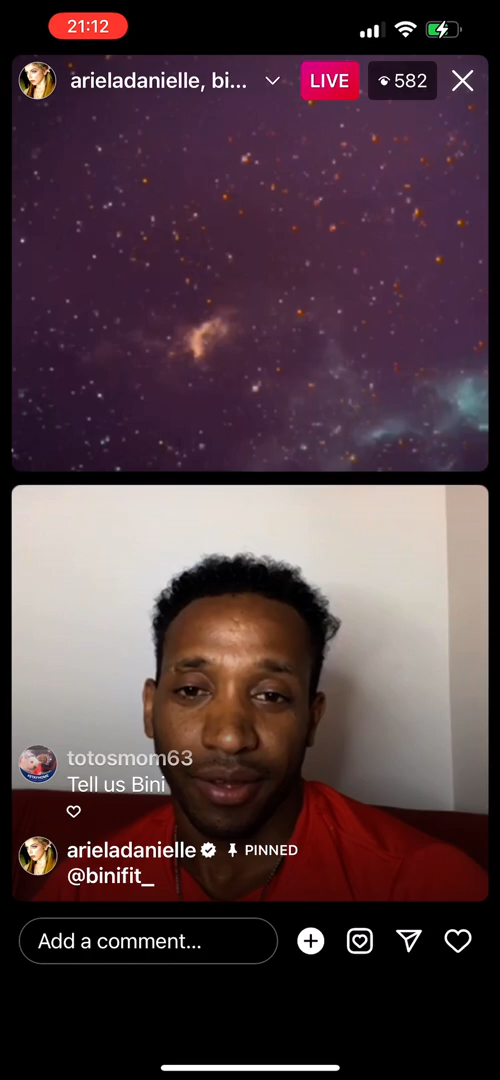 21:12
arieladanielle, bi...
LIVE
582
totosmom63
Tell us Bini
arieladanielle PINNED
@binifit_
Add a comment...